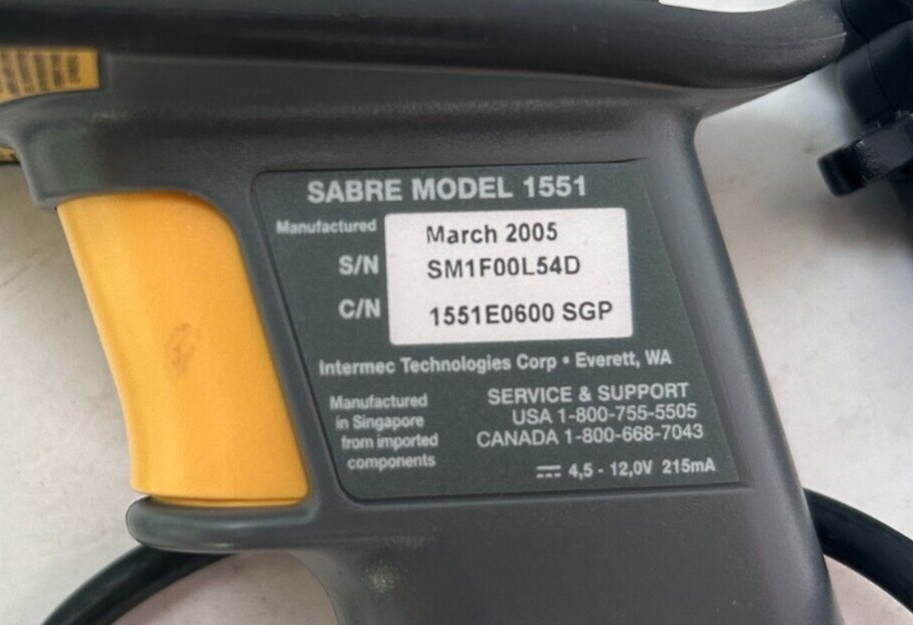 SABRE MODEL 1551
Manufactured March 2005
S/N SM1F00L54D
C/N 1551E0600 SGP
Intermec Technologies Corp • Everett, WA
Manufactured
in Singapore
from imported
components
SERVICE & SUPPORT
USA 1-800-755-5505
CANADA 1-800-668-7043
4,5 - 12,0V 215mA